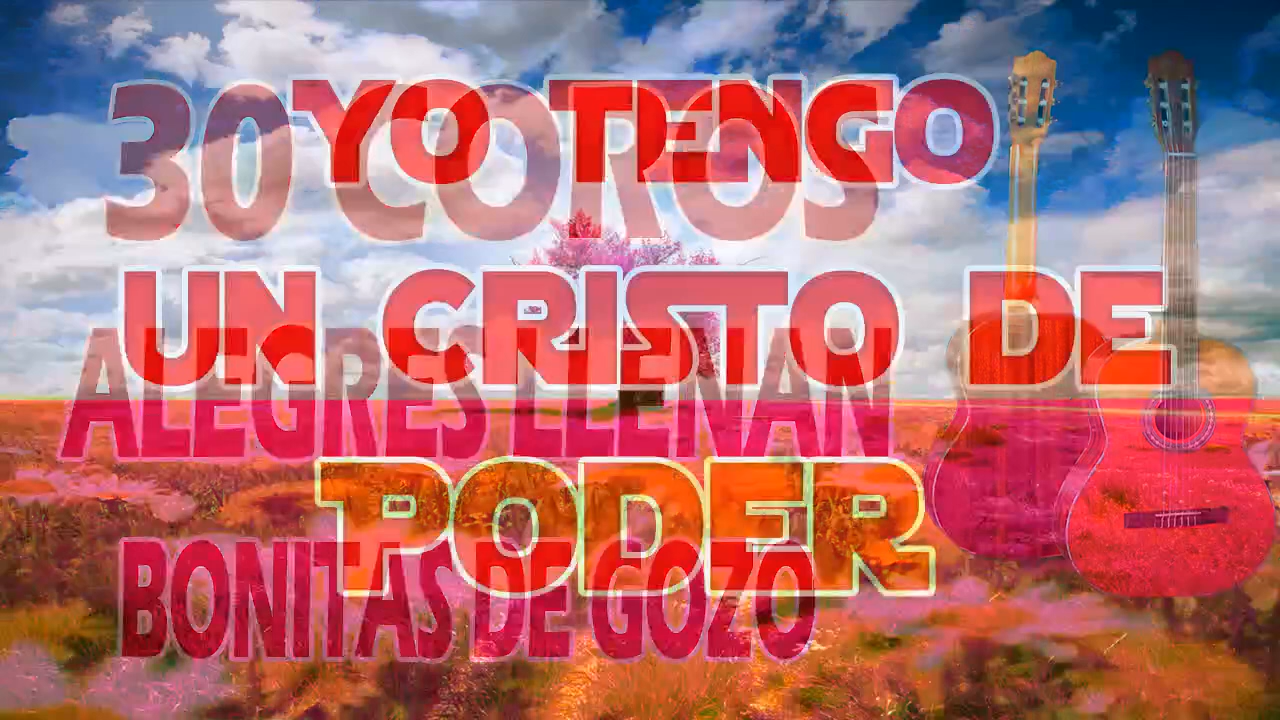 YO TENGO
30 COROS
UN CRISTO DE
ALEGRES LLENAN
PODER
BONITAS DE GOZO